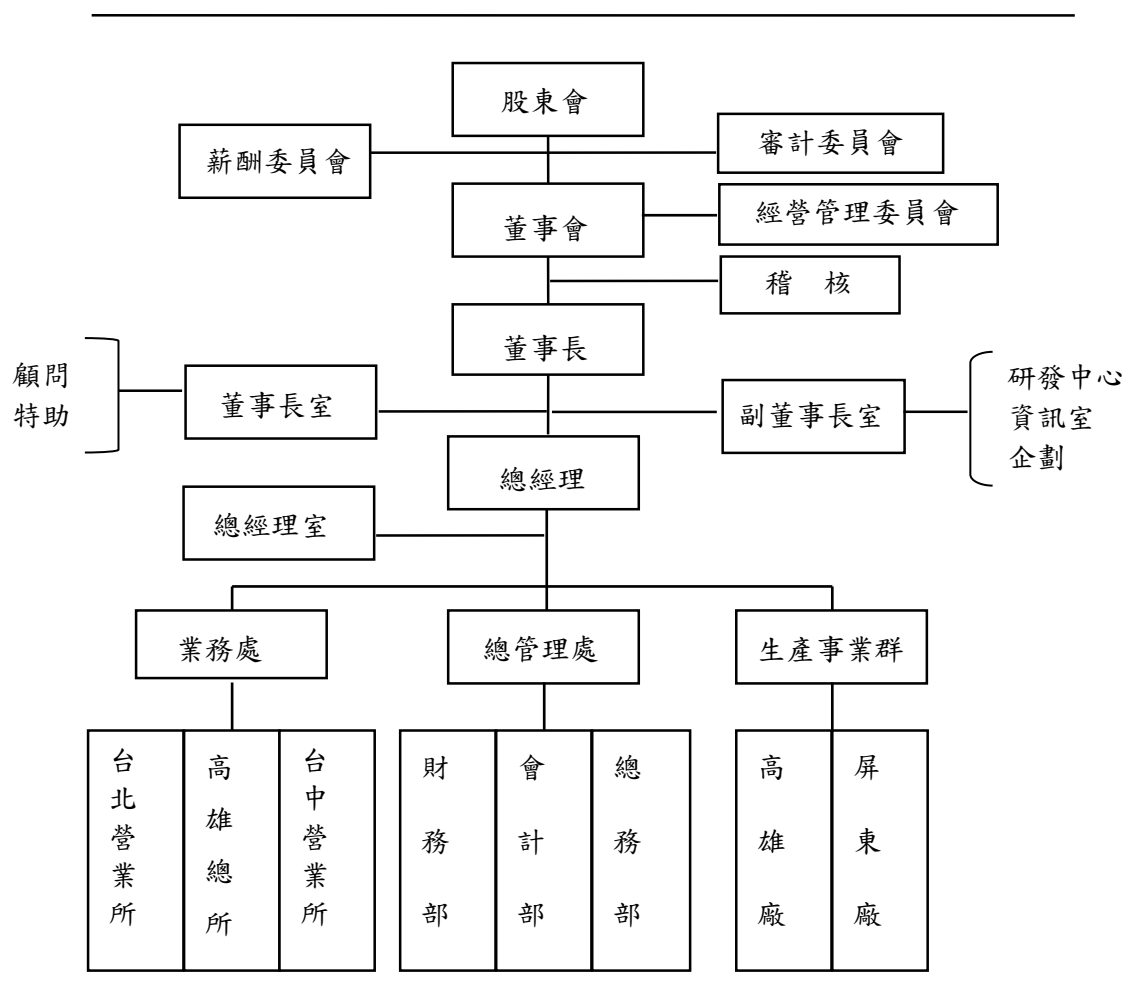 股東會
薪酬委員會
審計委員會
董事會
經營管理委員會
稽 核
董事長
顧問
特助
董事長室
副董事長室
研發中心
資訊室
企劃
總經理
總經理室
業務處
總管理處
生產事業群
台北營業所
高雄總所
台中營業所
財務部
會計部
總務部
高雄廠
屏東廠